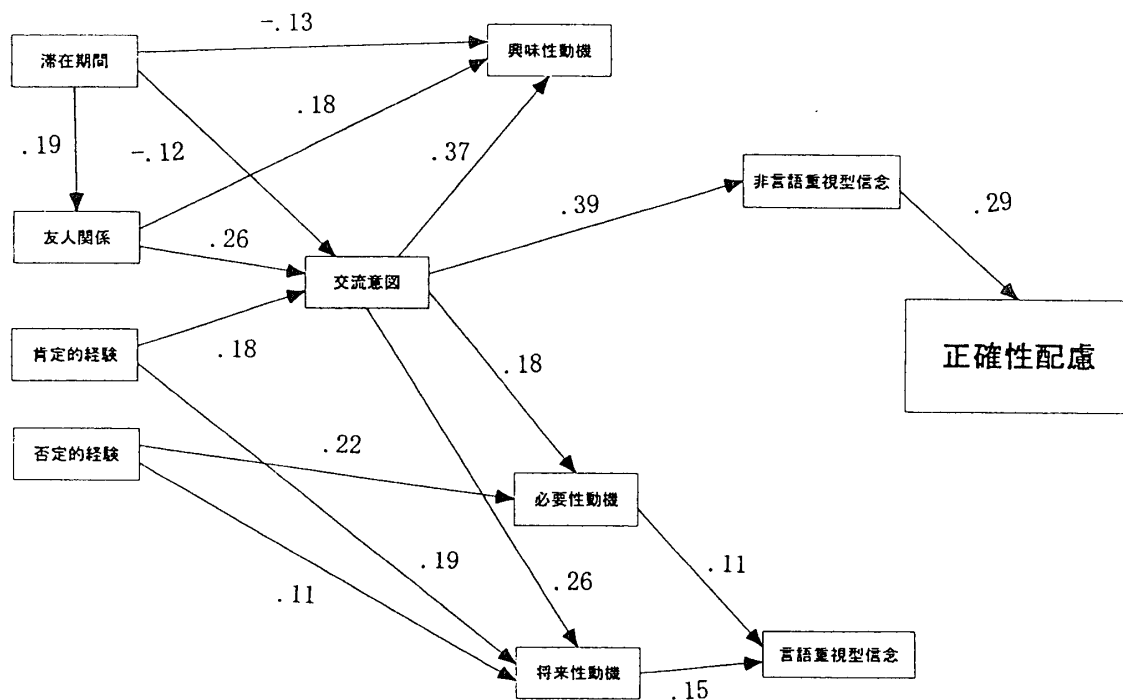 -.13
滞在期間
興味性動機
.18
.19
-.12
.37
非言語重視型信念
.39
.29
友人関係
.26
交流意図
肯定的経験
.18
.18
正確性配慮
否定的経験
.22
必要性動機
.19
.11
.26
.11
将来性動機
言語重視型信念
.15